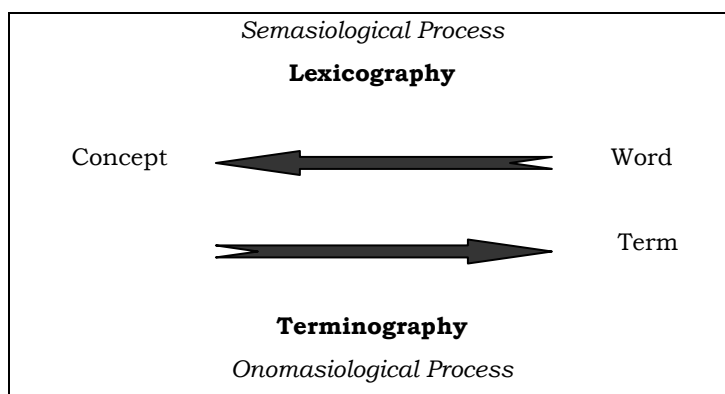 Semasiological Process
Lexicography
Concept Word
Term
Terminography
Onomasiological Process